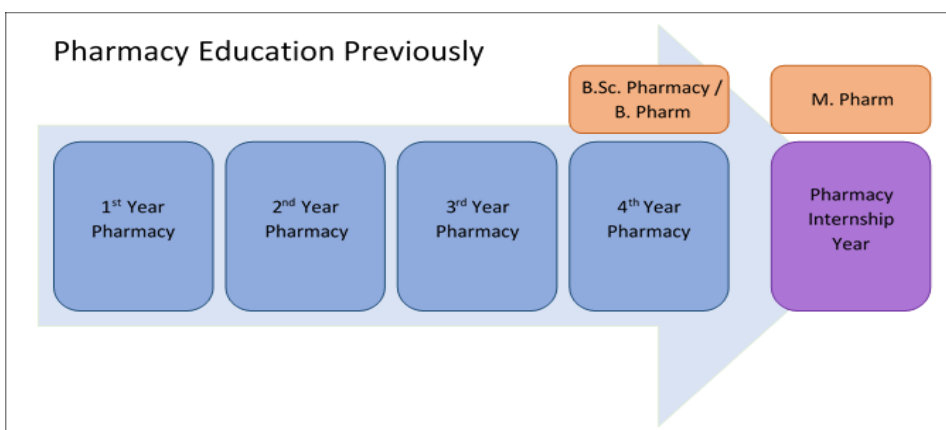 Pharmacy Education Previously
B.Sc. Pharmacy /
B. Pharm
M. Pharm
1st Year
Pharmacy
2nd Year
Pharmacy
3rd Year
Pharmacy
4th Year
Pharmacy
Pharmacy
Internship
Year